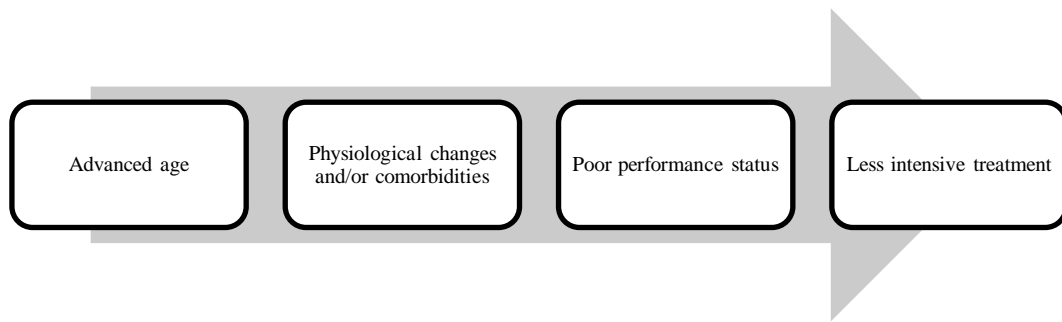 Advanced age
Physiological changes
and/or comorbidities
Poor performance status
Less intensive treatment